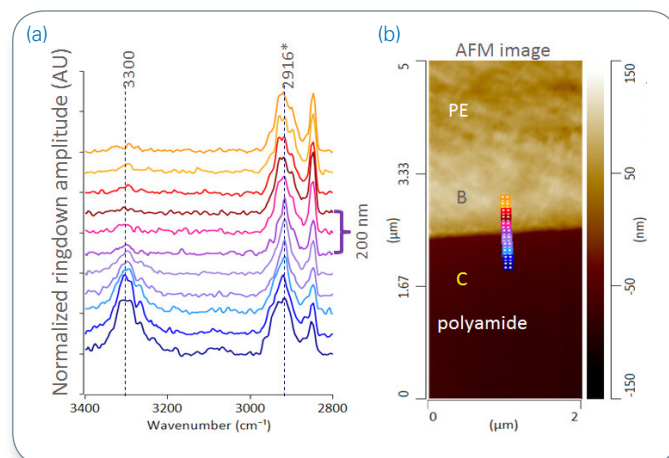 (a)
Normalized ringdown amplitude (AU)
3300
2916*
200 nm
3400
3200
3000
2800
Wavenumber (cm⁻¹)
(b)
AFM image
5
3.33
1.67
0
(µm)
PE
B
C
polyamide
0
2
(µm)
150
50
-50
-150
(nm)